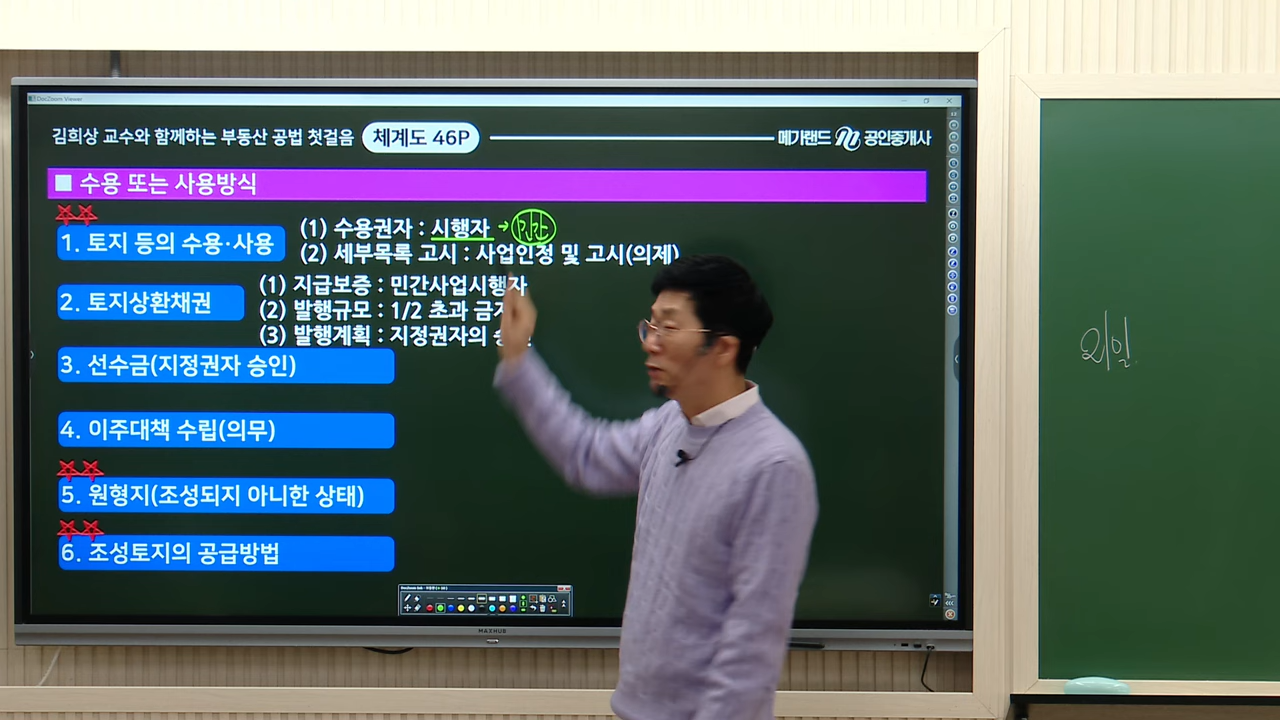 DocZoom Viewer
김희상 교수와 함께하는 부동산 공법 첫걸음 체계도 46P 메가랜드 공인중개사
■ 수용 또는 사용방식
1. 토지 등의 수용·사용
(1) 수용권자 : 시행자 → 민간
(2) 세부목록 고시 : 사업인정 및 고시(의제)
2. 토지상환채권
(1) 지급보증 : 민간사업시행자
(2) 발행규모 : 1/2 초과 금지
(3) 발행계획 : 지정권자의
3. 선수금(지정권자 승인)
4. 이주대책 수립(의무)
5. 원형지(조성되지 아니한 상태)
6. 조성토지의 공급방법
MAXHUB